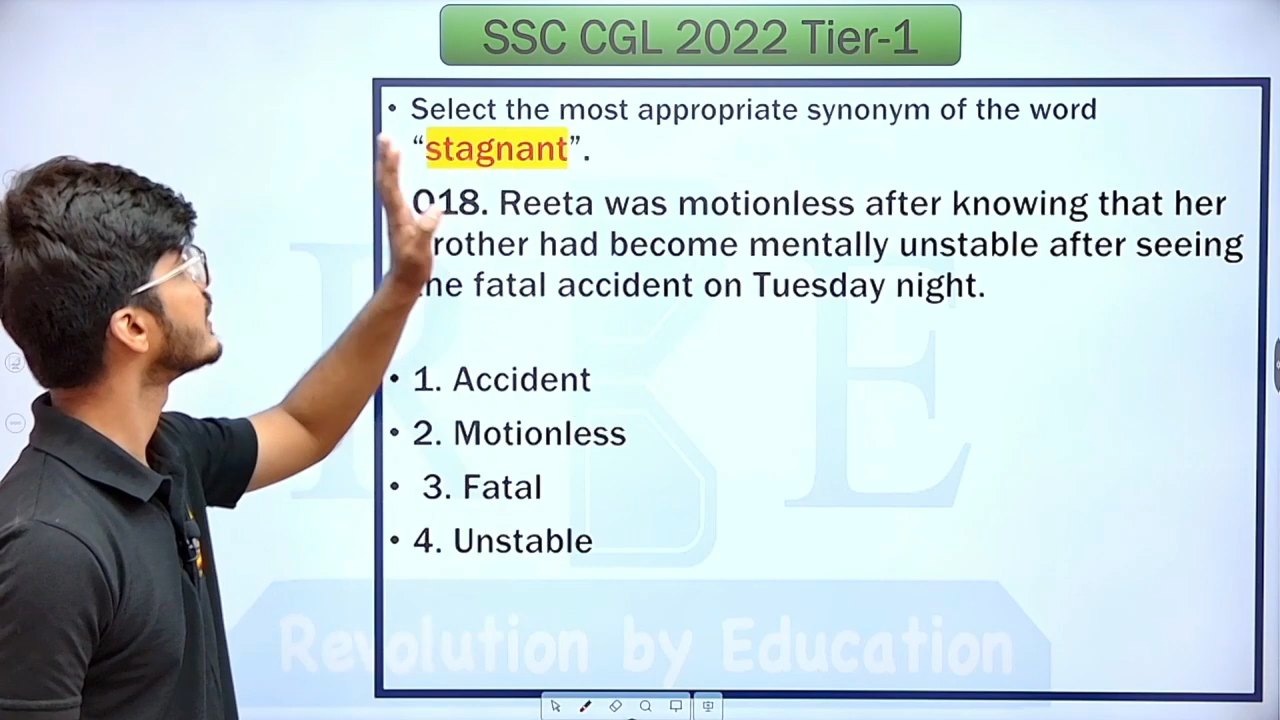 SSC CGL 2022 Tier-1
• Select the most appropriate synonym of the word
“stagnant”.
Q18. Reeta was motionless after knowing that her
rother had become mentally unstable after seeing
he fatal accident on Tuesday night.
• 1. Accident
• 2. Motionless
• 3. Fatal
• 4. Unstable
R B E
Revolution by Education